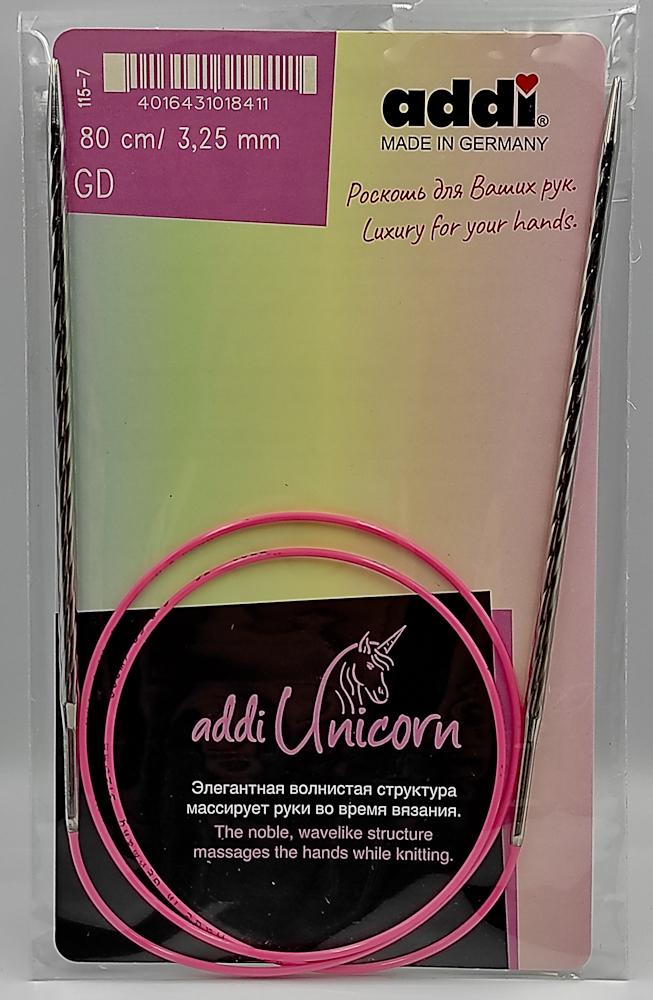 115-7
4016431018411
80 cm/ 3,25 mm
GD
addi®
MADE IN GERMANY
Роскошь для Ваших рук.
Luxury for your hands.
addi Unicorn
Элегантная волнистая структура
массирует руки во время вязания.
The noble, wavelike structure
massages the hands while knitting.